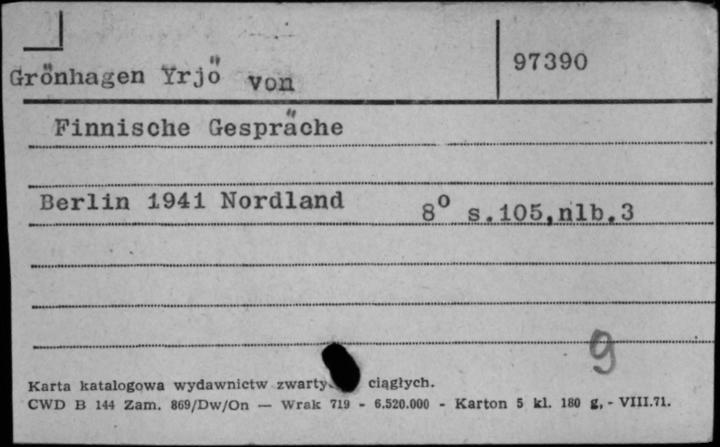 Grönhagen Yrjö von
97390
Finnische Gespräche
Berlin 1941 Nordland 8° s.105,nlb.3
9
Karta katalogowa wydawnictw zwarty ciągłych.
CWD B 144 Zam. 869/Dw/On — Wrak 719 - 6.520.000 - Karton 5 kl. 180 g, - VIII.71.